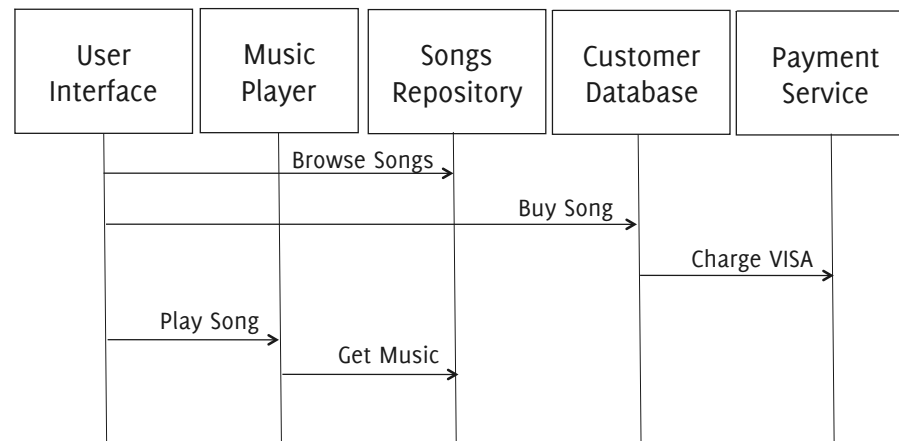 User
Interface
Music
Player
Songs
Repository
Customer
Database
Payment
Service
Browse Songs
Buy Song
Charge VISA
Play Song
Get Music